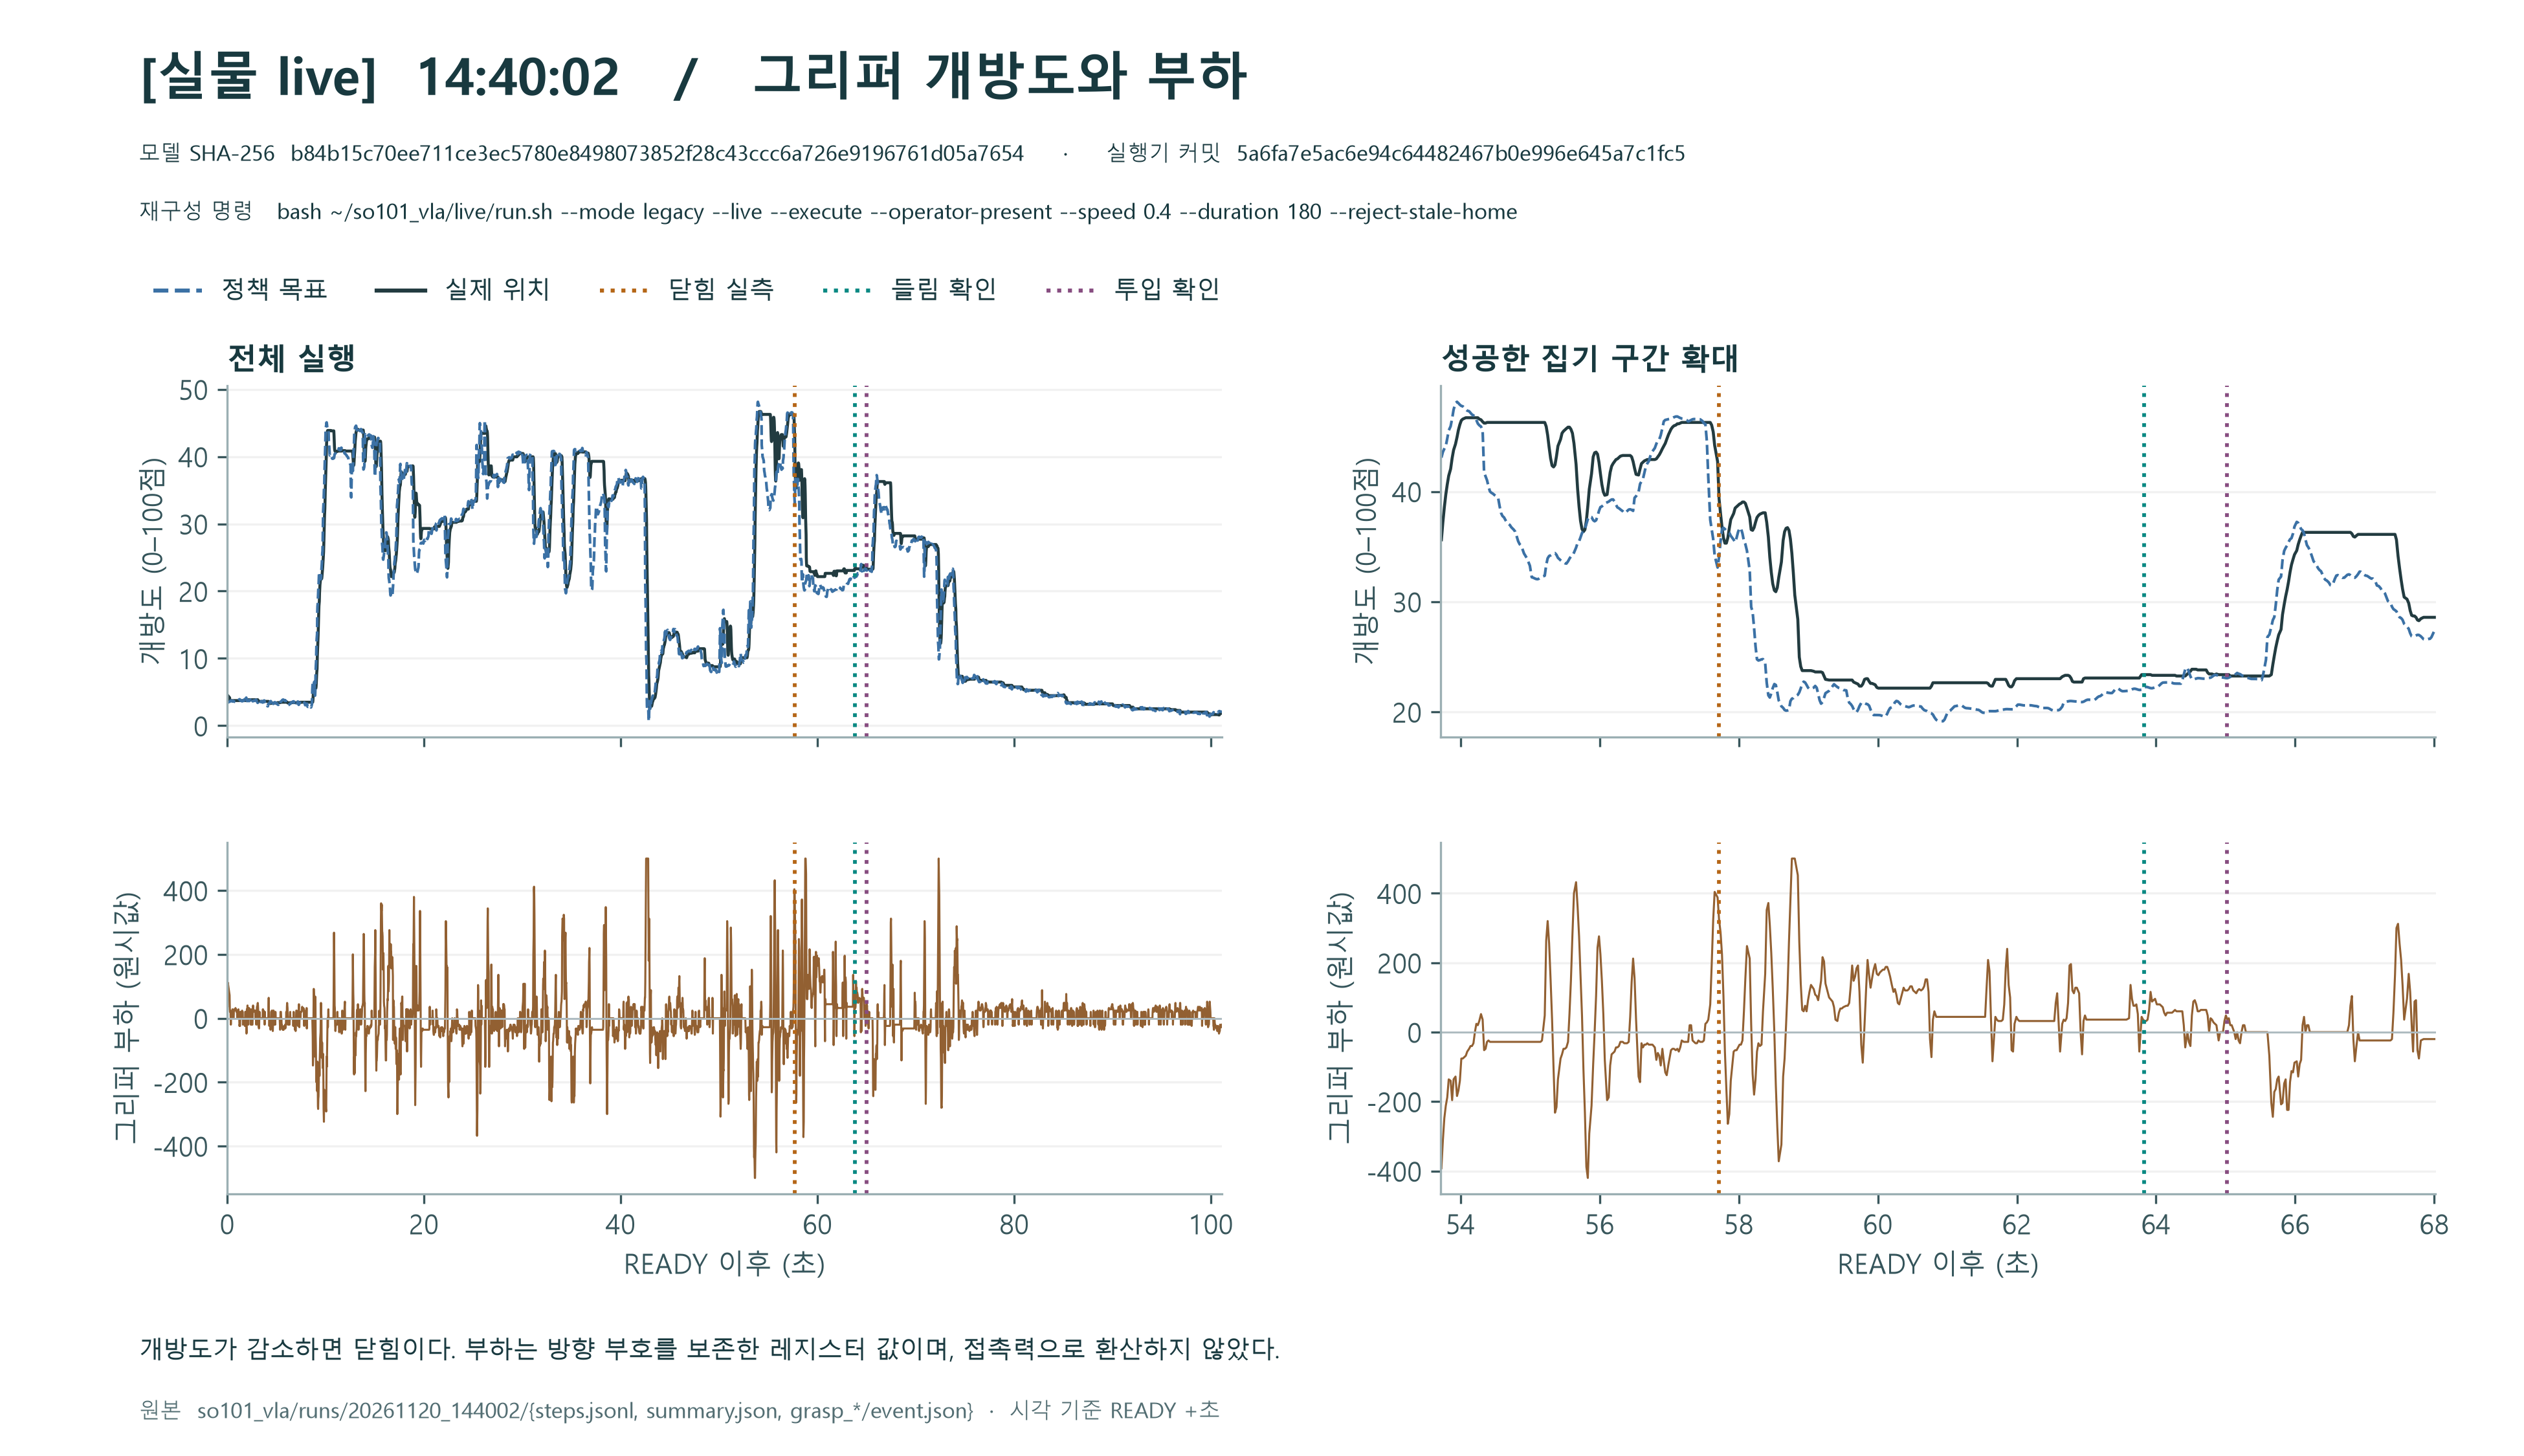 [실물 live]  14:40:02  /  그리퍼 개방도와 부하
모델 SHA-256  b84b15c70ee711ce3ec5780e8498073852f28c43ccc6a726e9196761d05a7654  ·  실행기 커밋  5a6fa7e5ac6e94c64482467b0e996e645a7c1fc5
재구성 명령  bash ~/so101_vla/live/run.sh --mode legacy --live --execute --operator-present --speed 0.4 --duration 180 --reject-stale-home
정책 목표  실제 위치  닫힘 실측  들림 확인  투입 확인
전체 실행
개방도 (0–100점)
50
40
30
20
10
0
성공한 집기 구간 확대
개방도 (0–100점)
40
30
20
그리퍼 부하 (원시값)
400
200
0
-200
-400
0 20 40 60 80 100
READY 이후 (초)
그리퍼 부하 (원시값)
400
200
0
-200
-400
54 56 58 60 62 64 66 68
READY 이후 (초)
개방도가 감소하면 닫힘이다. 부하는 방향 부호를 보존한 레지스터 값이며, 접촉력으로 환산하지 않았다.
원본  so101_vla/runs/20261120_144002/{steps.jsonl, summary.json, grasp_*/event.json}  ·  시각 기준 READY +초